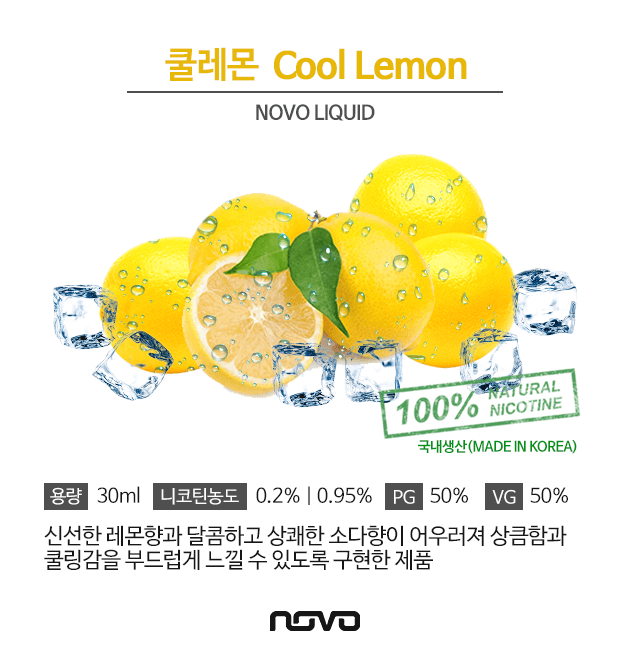 쿨레몬 Cool Lemon
NOVO LIQUID
100% NATURAL NICOTINE
국내생산(MADE IN KOREA)
용량 30ml 니코틴농도 0.2% | 0.95% PG 50% VG 50%
신선한 레몬향과 달콤하고 상쾌한 소다향이 어우러져 상큼함과
쿨링감을 부드럽게 느낄 수 있도록 구현한 제품
novo